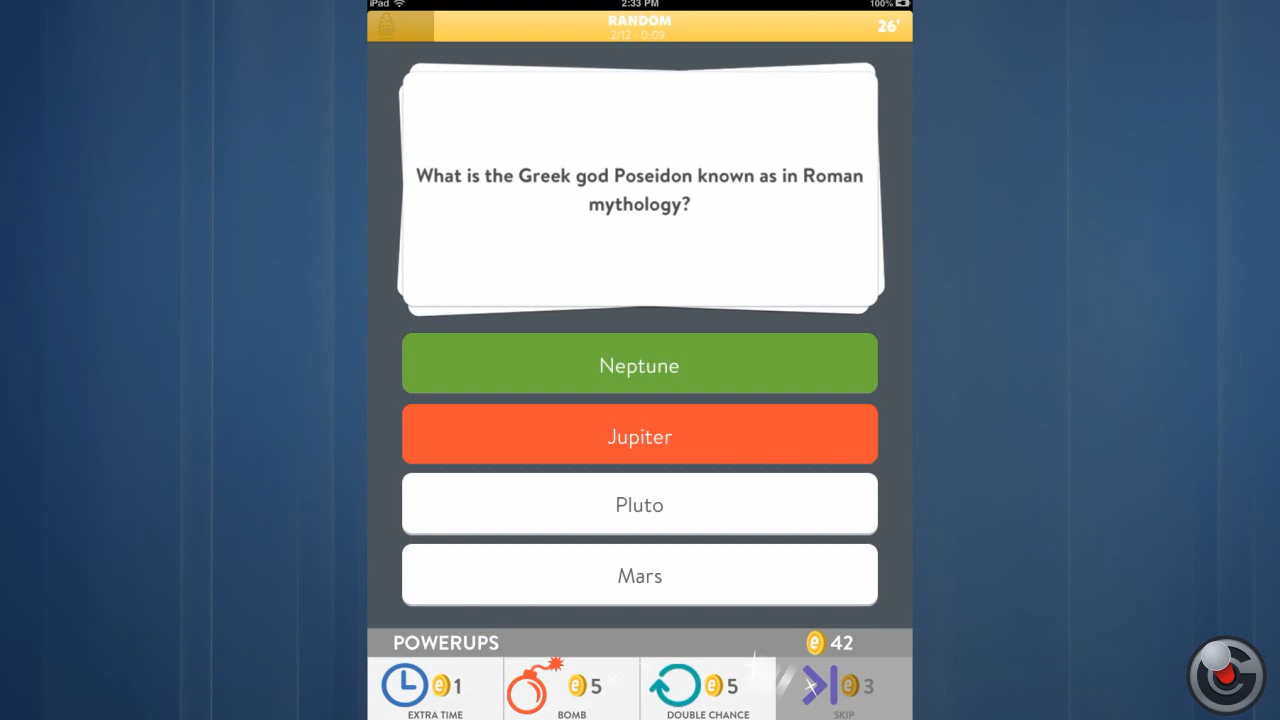 iPad
2:33 PM
100%
RANDOM
2/12 - 0:09
26'
What is the Greek god Poseidon known as in Roman
mythology?
Neptune
Jupiter
Pluto
Mars
POWERUPS
e 42
e 1
e 5
e 5
e 3
EXTRA TIME
BOMB
DOUBLE CHANCE
SKIP